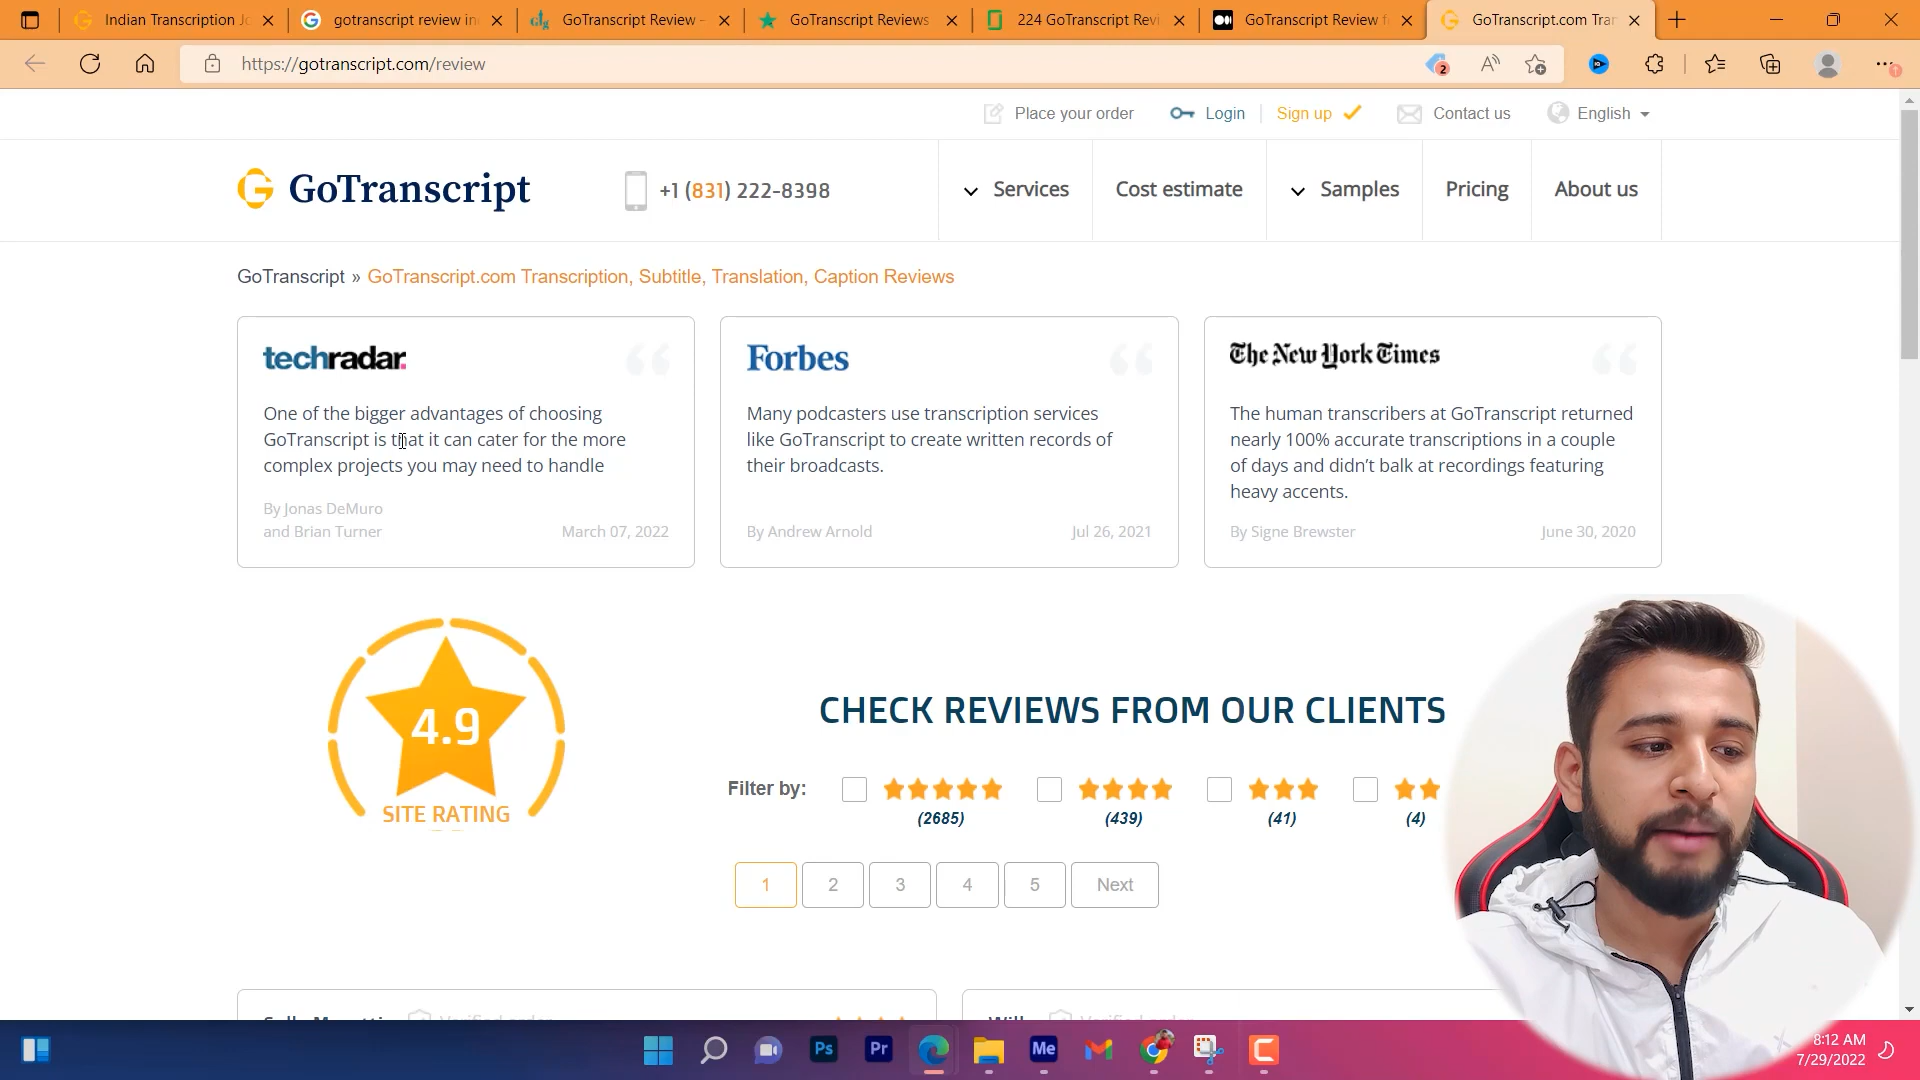 Indian Transcription Jo
gotranscript review in
GoTranscript Review -
GoTranscript Reviews
224 GoTranscript Revi
GoTranscript Review f
GoTranscript.com Tran
https://gotranscript.com/review
2
Place your order
Login
Sign up
Contact us
English
GoTranscript
+1 (831) 222-8398
Services
Cost estimate
Samples
Pricing
About us
GoTranscript » GoTranscript.com Transcription, Subtitle, Translation, Caption Reviews
techradar.
One of the bigger advantages of choosing
GoTranscript is that it can cater for the more
complex projects you may need to handle
By Jonas DeMuro
and Brian Turner
March 07, 2022
Forbes
Many podcasters use transcription services
like GoTranscript to create written records of
their broadcasts.
By Andrew Arnold
Jul 26, 2021
The New York Times
The human transcribers at GoTranscript returned
nearly 100% accurate transcriptions in a couple
of days and didn't balk at recordings featuring
heavy accents.
By Signe Brewster
June 30, 2020
4.9
SITE RATING
CHECK REVIEWS FROM OUR CLIENTS
Filter by:
(2685)
(439)
(41)
(4)
1
2
3
4
5
Next
Ps
Pr
Me
8:12 AM
7/29/2022